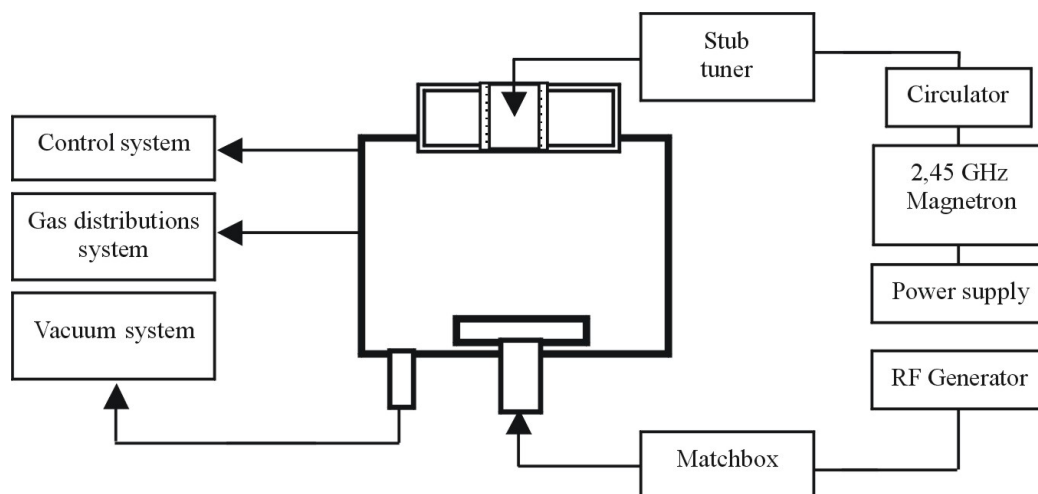 Stub
tuner
Circulator
Control system
2,45 GHz
Magnetron
Gas distributions
system
Power supply
Vacuum system
RF Generator
Matchbox